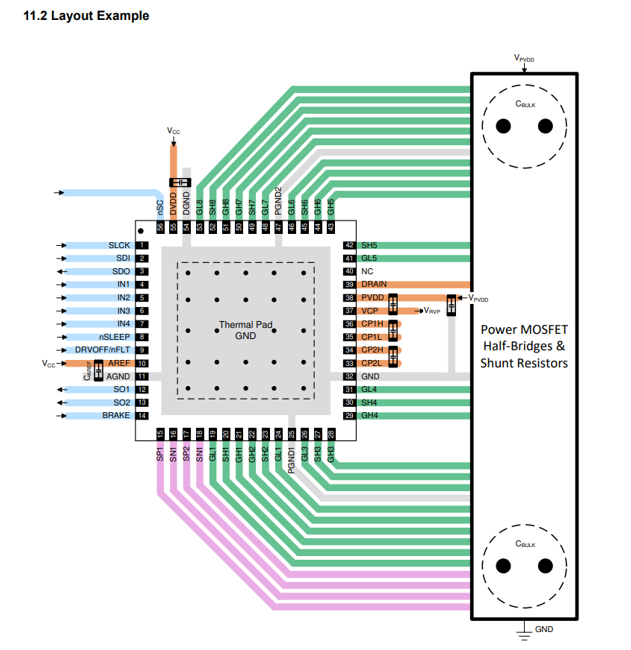 11.2 Layout Example
VPVDD
CBULK
VCC
nSC
DVDD
DGND
GL8
SH8
GH8
GH7
SH7
GL7
PGND2
GL6
SH6
GH6
GH5
56 55 54 53 52 51 50 49 48 47 46 45 44 43
SLCK 1
SDI 2
SDO 3
IN1 4
IN2 5
IN3 6
IN4 7
nSLEEP 8
DRVOFF/nFLT 9
VCC
AREF 10
CAREF
AGND 11
SO1 12
SO2 13
BRAKE 14
Thermal Pad
GND
42 SH5
41 GL5
40 NC
39 DRAIN
38 PVDD
VPVDD
37 VCP
VRVP
36 CP1H
35 CP1L
34 CP2H
33 CP2L
32 GND
31 GL4
30 SH4
29 GH4
Power MOSFET
Half-Bridges &
Shunt Resistors
15 16 17 18 19 20 21 22 23 24 25 26 27 28
SP1
SN1
SP2
SN1
GL1
SH1
GH1
GH2
SH2
GL1
PGND1
GL3
SH3
GH3
CBULK
GND